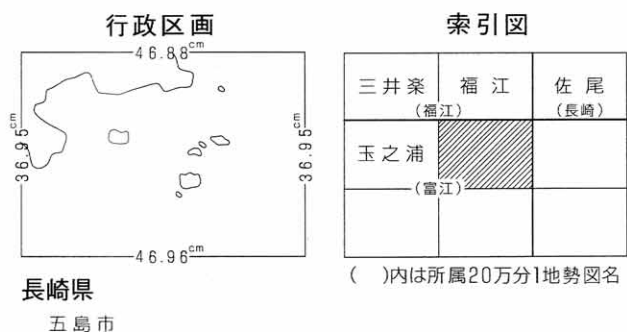 行政区画
46.88cm
36.95cm
36.95cm
46.96cm
長崎県
五島市
索引図
三井楽 福江 佐尾
(福江) (長崎)
玉之浦
(富江)
( )内は所属20万分1地勢図名